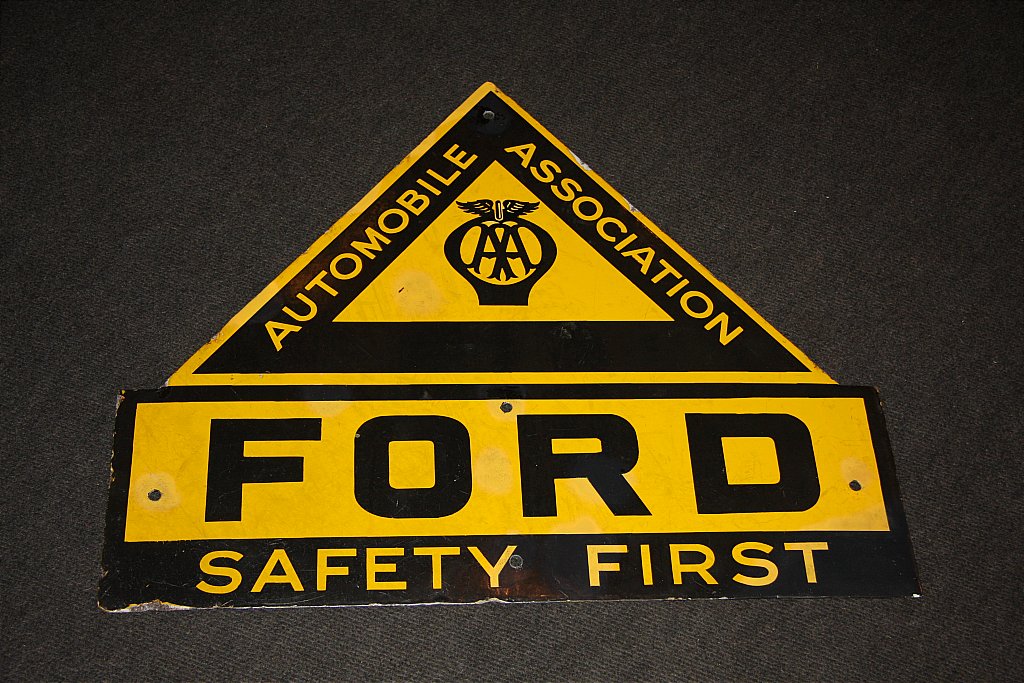 AUTOMOBILE ASSOCIATION
AA
FORD
SAFETY FIRST